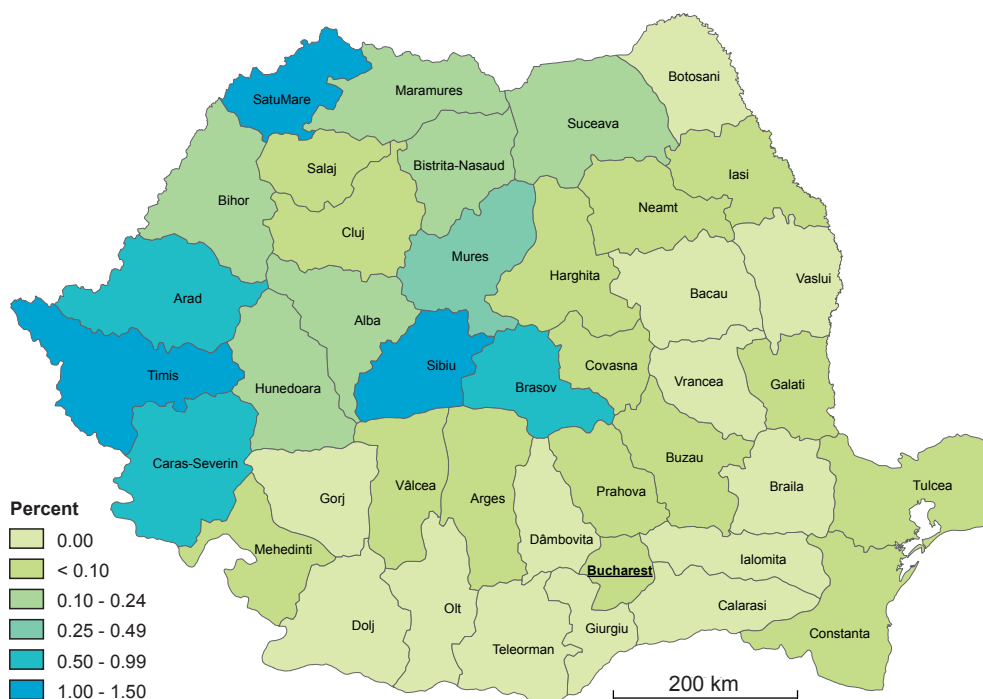 Botosani
SatuMare
Maramures
Suceava
Iasi
Salaj
Bistrita-Nasaud
Bihor
Neamt
Cluj
Mures
Harghita
Vaslui
Bacau
Arad
Alba
Timis
Sibiu
Covasna
Hunedoara
Brasov
Vrancea
Galati
Caras-Severin
Buzau
Vâlcea
Tulcea
Gorj
Arges
Prahova
Braila
Percent
0.00
< 0.10
0.10 - 0.24
0.25 - 0.49
0.50 - 0.99
1.00 - 1.50
Mehedinti
Dâmbovita
Ialomita
Bucharest
Calarasi
Olt
Dolj
Giurgiu
Constanta
Teleorman
200 km